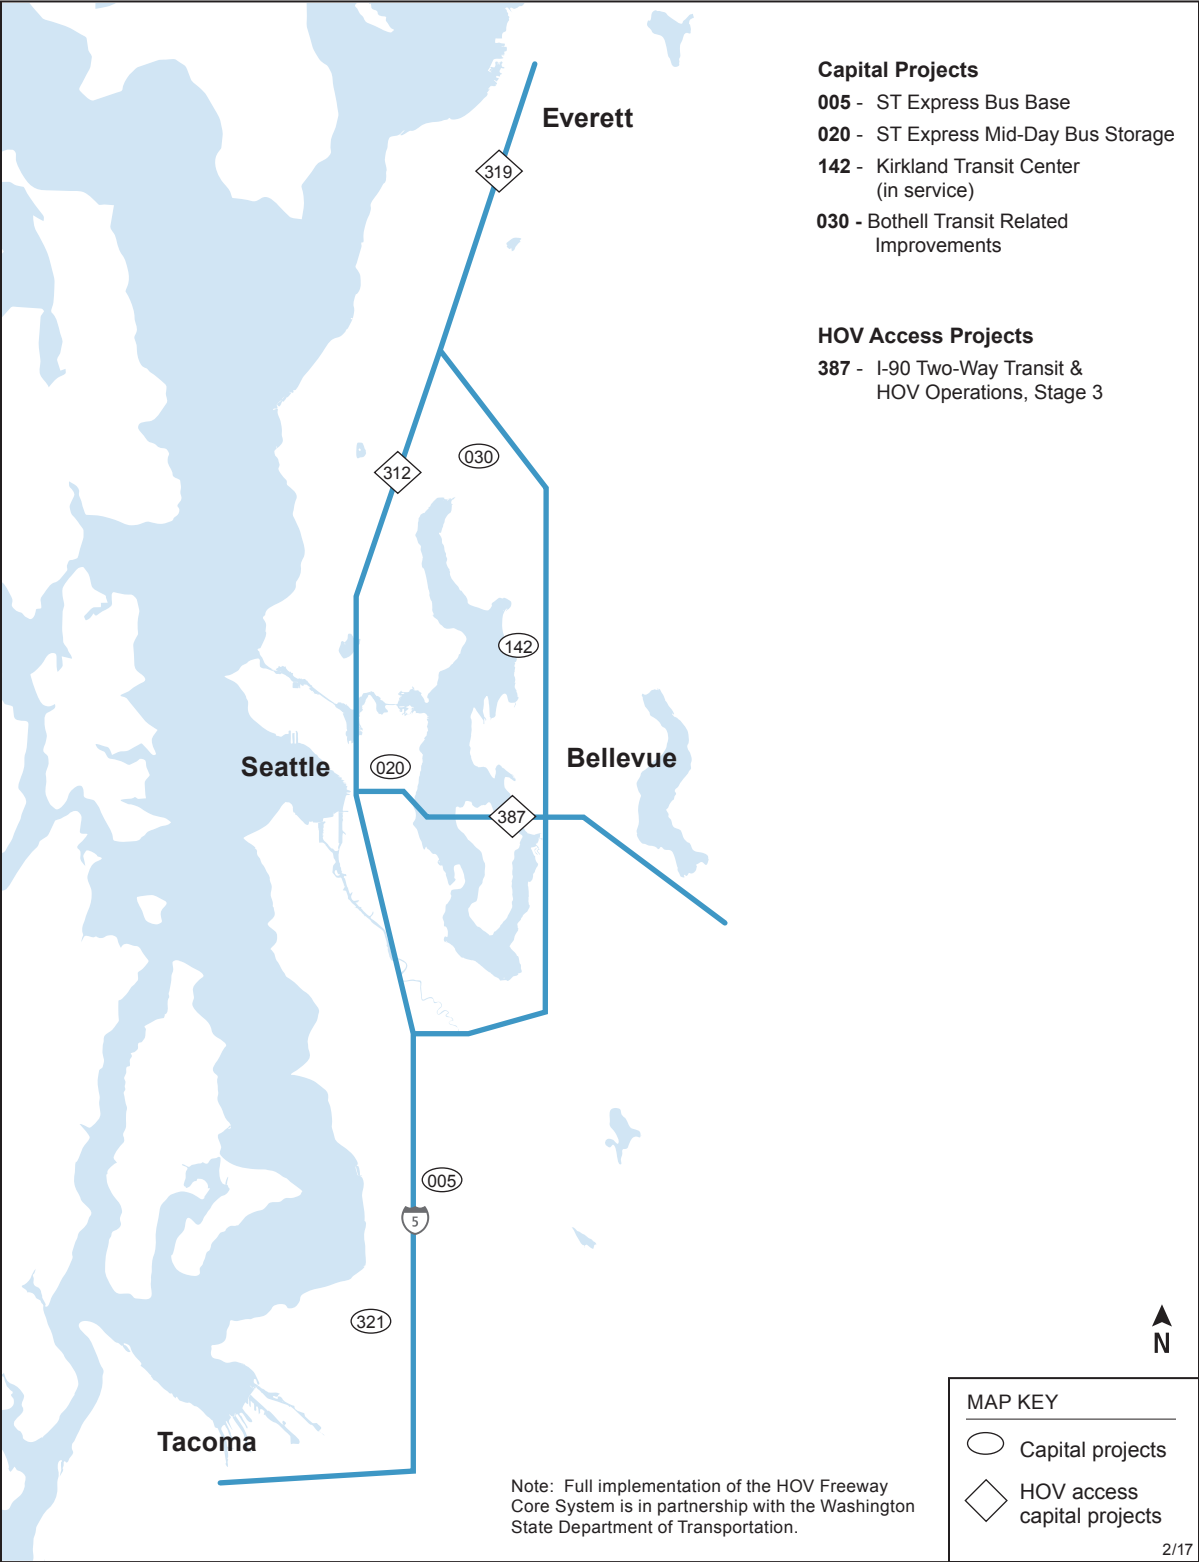 Capital Projects
005 - ST Express Bus Base
020 - ST Express Mid-Day Bus Storage
142 - Kirkland Transit Center
(in service)
030 - Bothell Transit Related
Improvements
HOV Access Projects
387 - I-90 Two-Way Transit &
HOV Operations, Stage 3
Everett
319
030
312
142
Seattle
020
Bellevue
387
005
5
321
Tacoma
N
MAP KEY
Capital projects
HOV access
capital projects
Note: Full implementation of the HOV Freeway
Core System is in partnership with the Washington
State Department of Transportation.
2/17